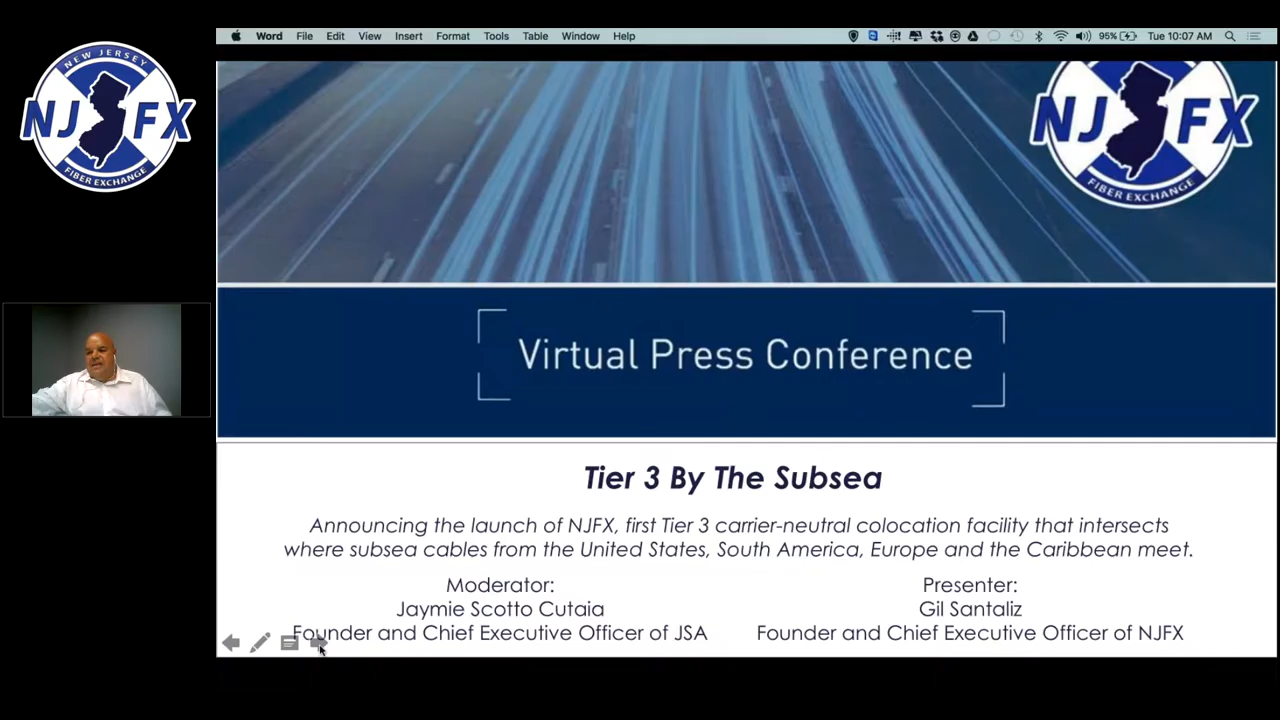 NEW JERSEY
NJ FX
FIBER EXCHANGE
Word File Edit View Insert Format Tools Table Window Help
95% Tue 10:07 AM
NJ FX
FIBER EXCHANGE
Virtual Press Conference
Tier 3 By The Subsea
Announcing the launch of NJFX, first Tier 3 carrier-neutral colocation facility that intersects
where subsea cables from the United States, South America, Europe and the Caribbean meet.
Moderator:
Jaymie Scotto Cutaia
Founder and Chief Executive Officer of JSA
Presenter:
Gil Santaliz
Founder and Chief Executive Officer of NJFX